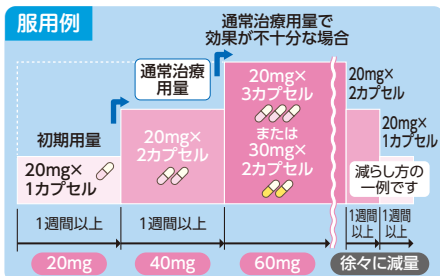 服用例
通常治療用量で
効果が不十分な場合
通常治療
用量
初期用量
20mg×
1カプセル
20mg×
2カプセル
20mg×
3カプセル
または
30mg×
2カプセル
20mg×
2カプセル
20mg×
1カプセル
減らし方の
一例です
1週間以上
1週間以上
1週間
以上
1週間
以上
20mg
40mg
60mg
徐々に減量